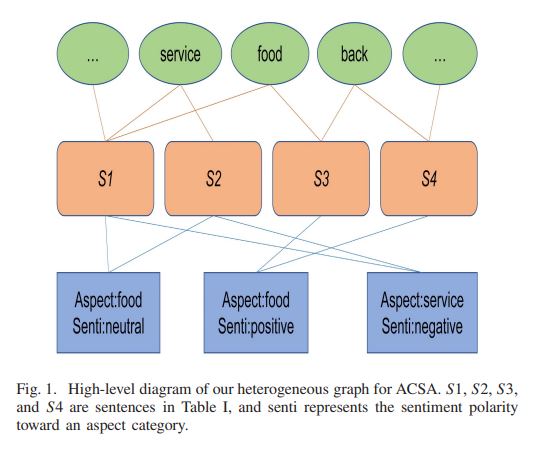 ... service food back ...
S1 S2 S3 S4
Aspect:food Aspect:food Aspect:service
Senti:neutral Senti:positive Senti:negative
Fig. 1. High-level diagram of our heterogeneous graph for ACSA. S1, S2, S3,
and S4 are sentences in Table I, and senti represents the sentiment polarity
toward an aspect category.